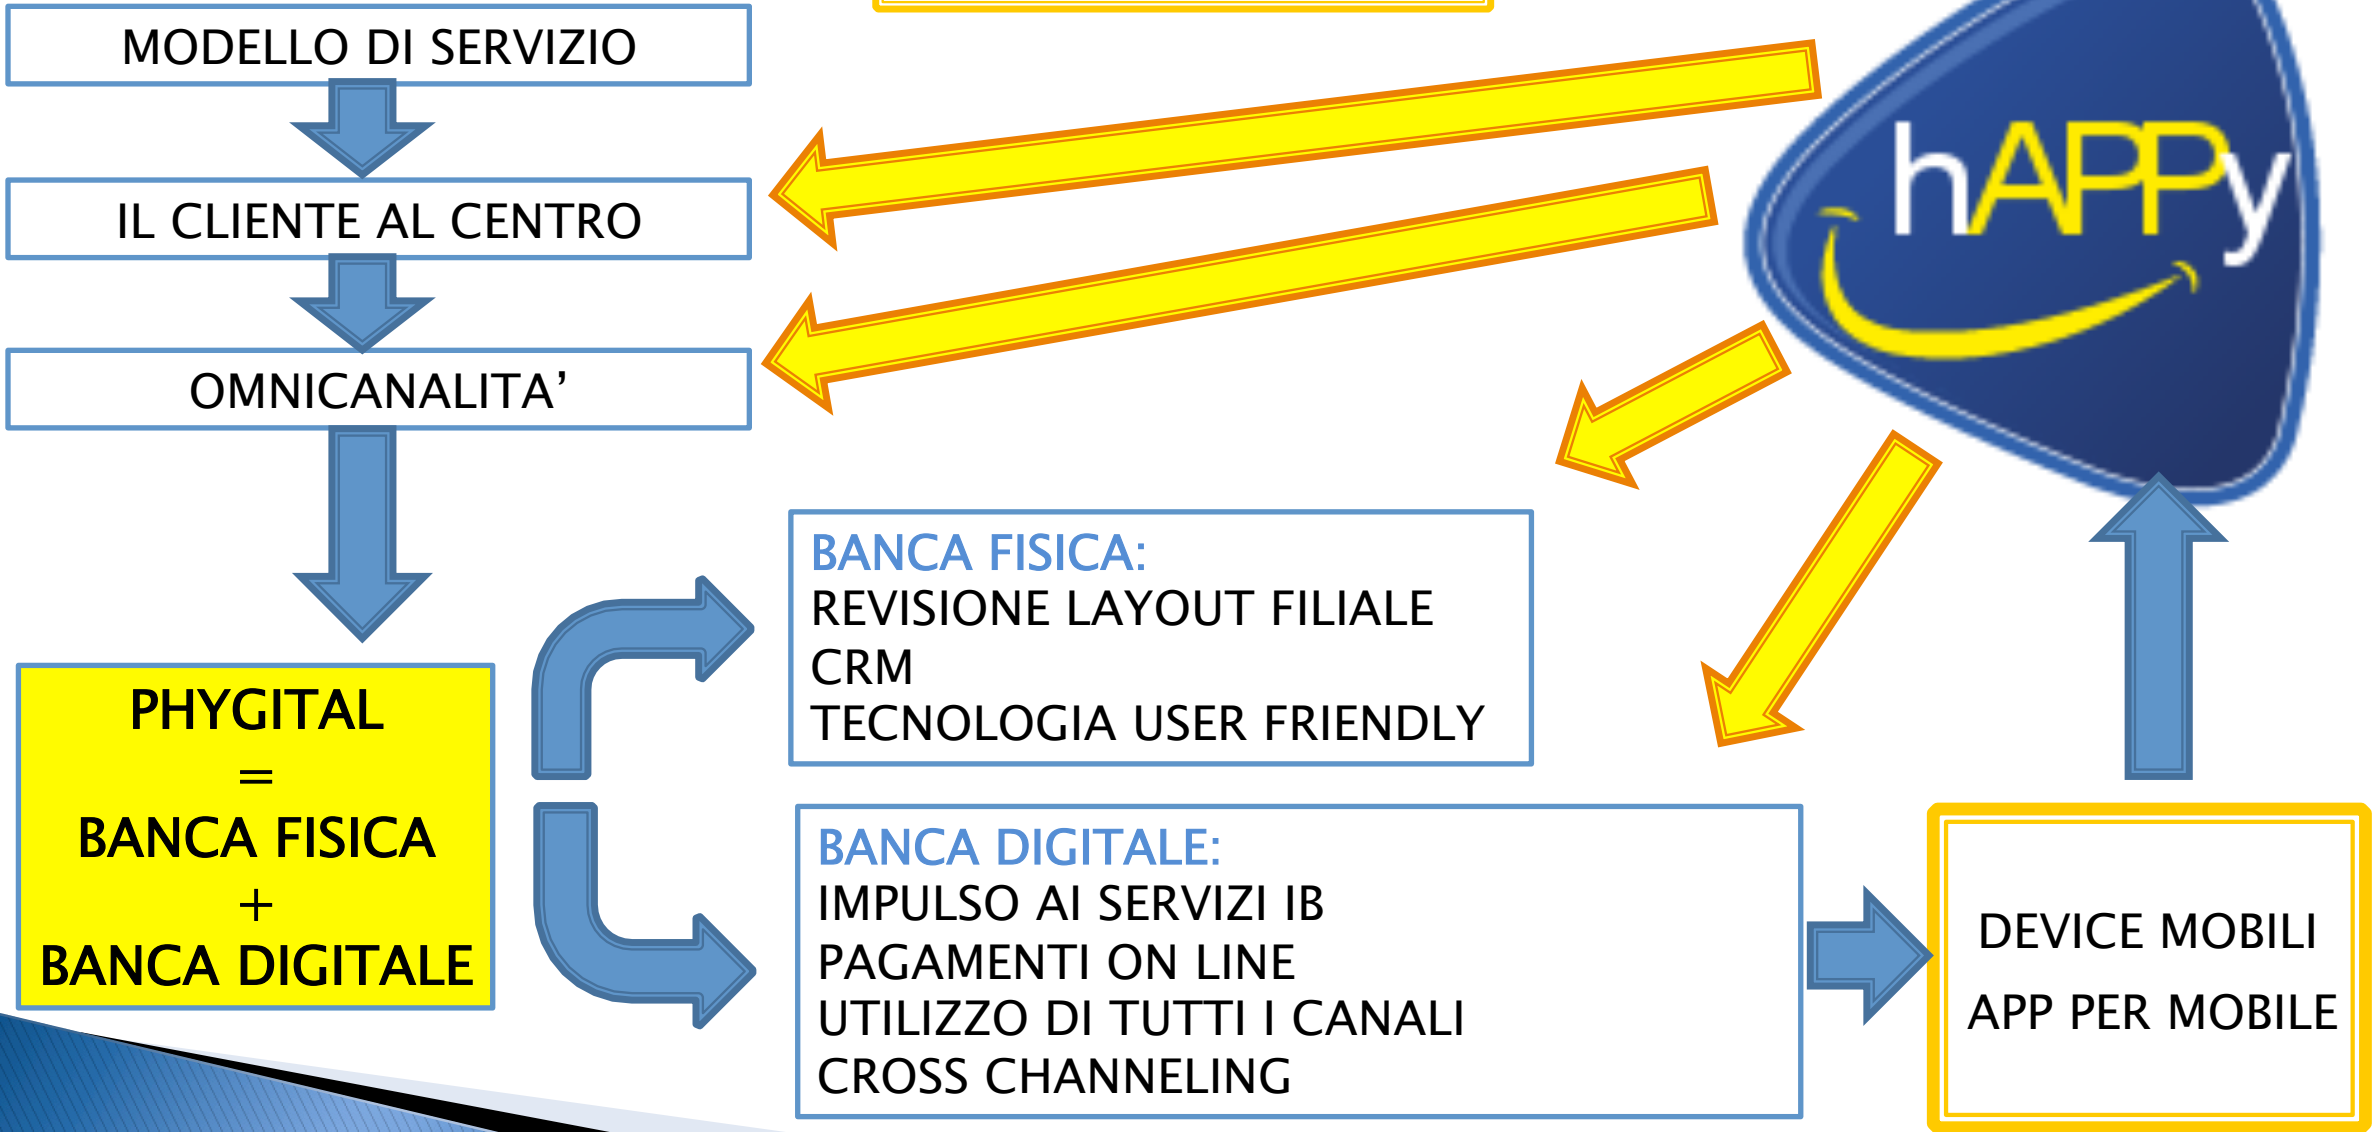 MODELLO DI SERVIZIO
IL CLIENTE AL CENTRO
OMNICANALITA’
hAPPy
BANCA FISICA:
REVISIONE LAYOUT FILIALE
CRM
TECNOLOGIA USER FRIENDLY
PHYGITAL
=
BANCA FISICA
+
BANCA DIGITALE
BANCA DIGITALE:
IMPULSO AI SERVIZI IB
PAGAMENTI ON LINE
UTILIZZO DI TUTTI I CANALI
CROSS CHANNELING
DEVICE MOBILI
APP PER MOBILE